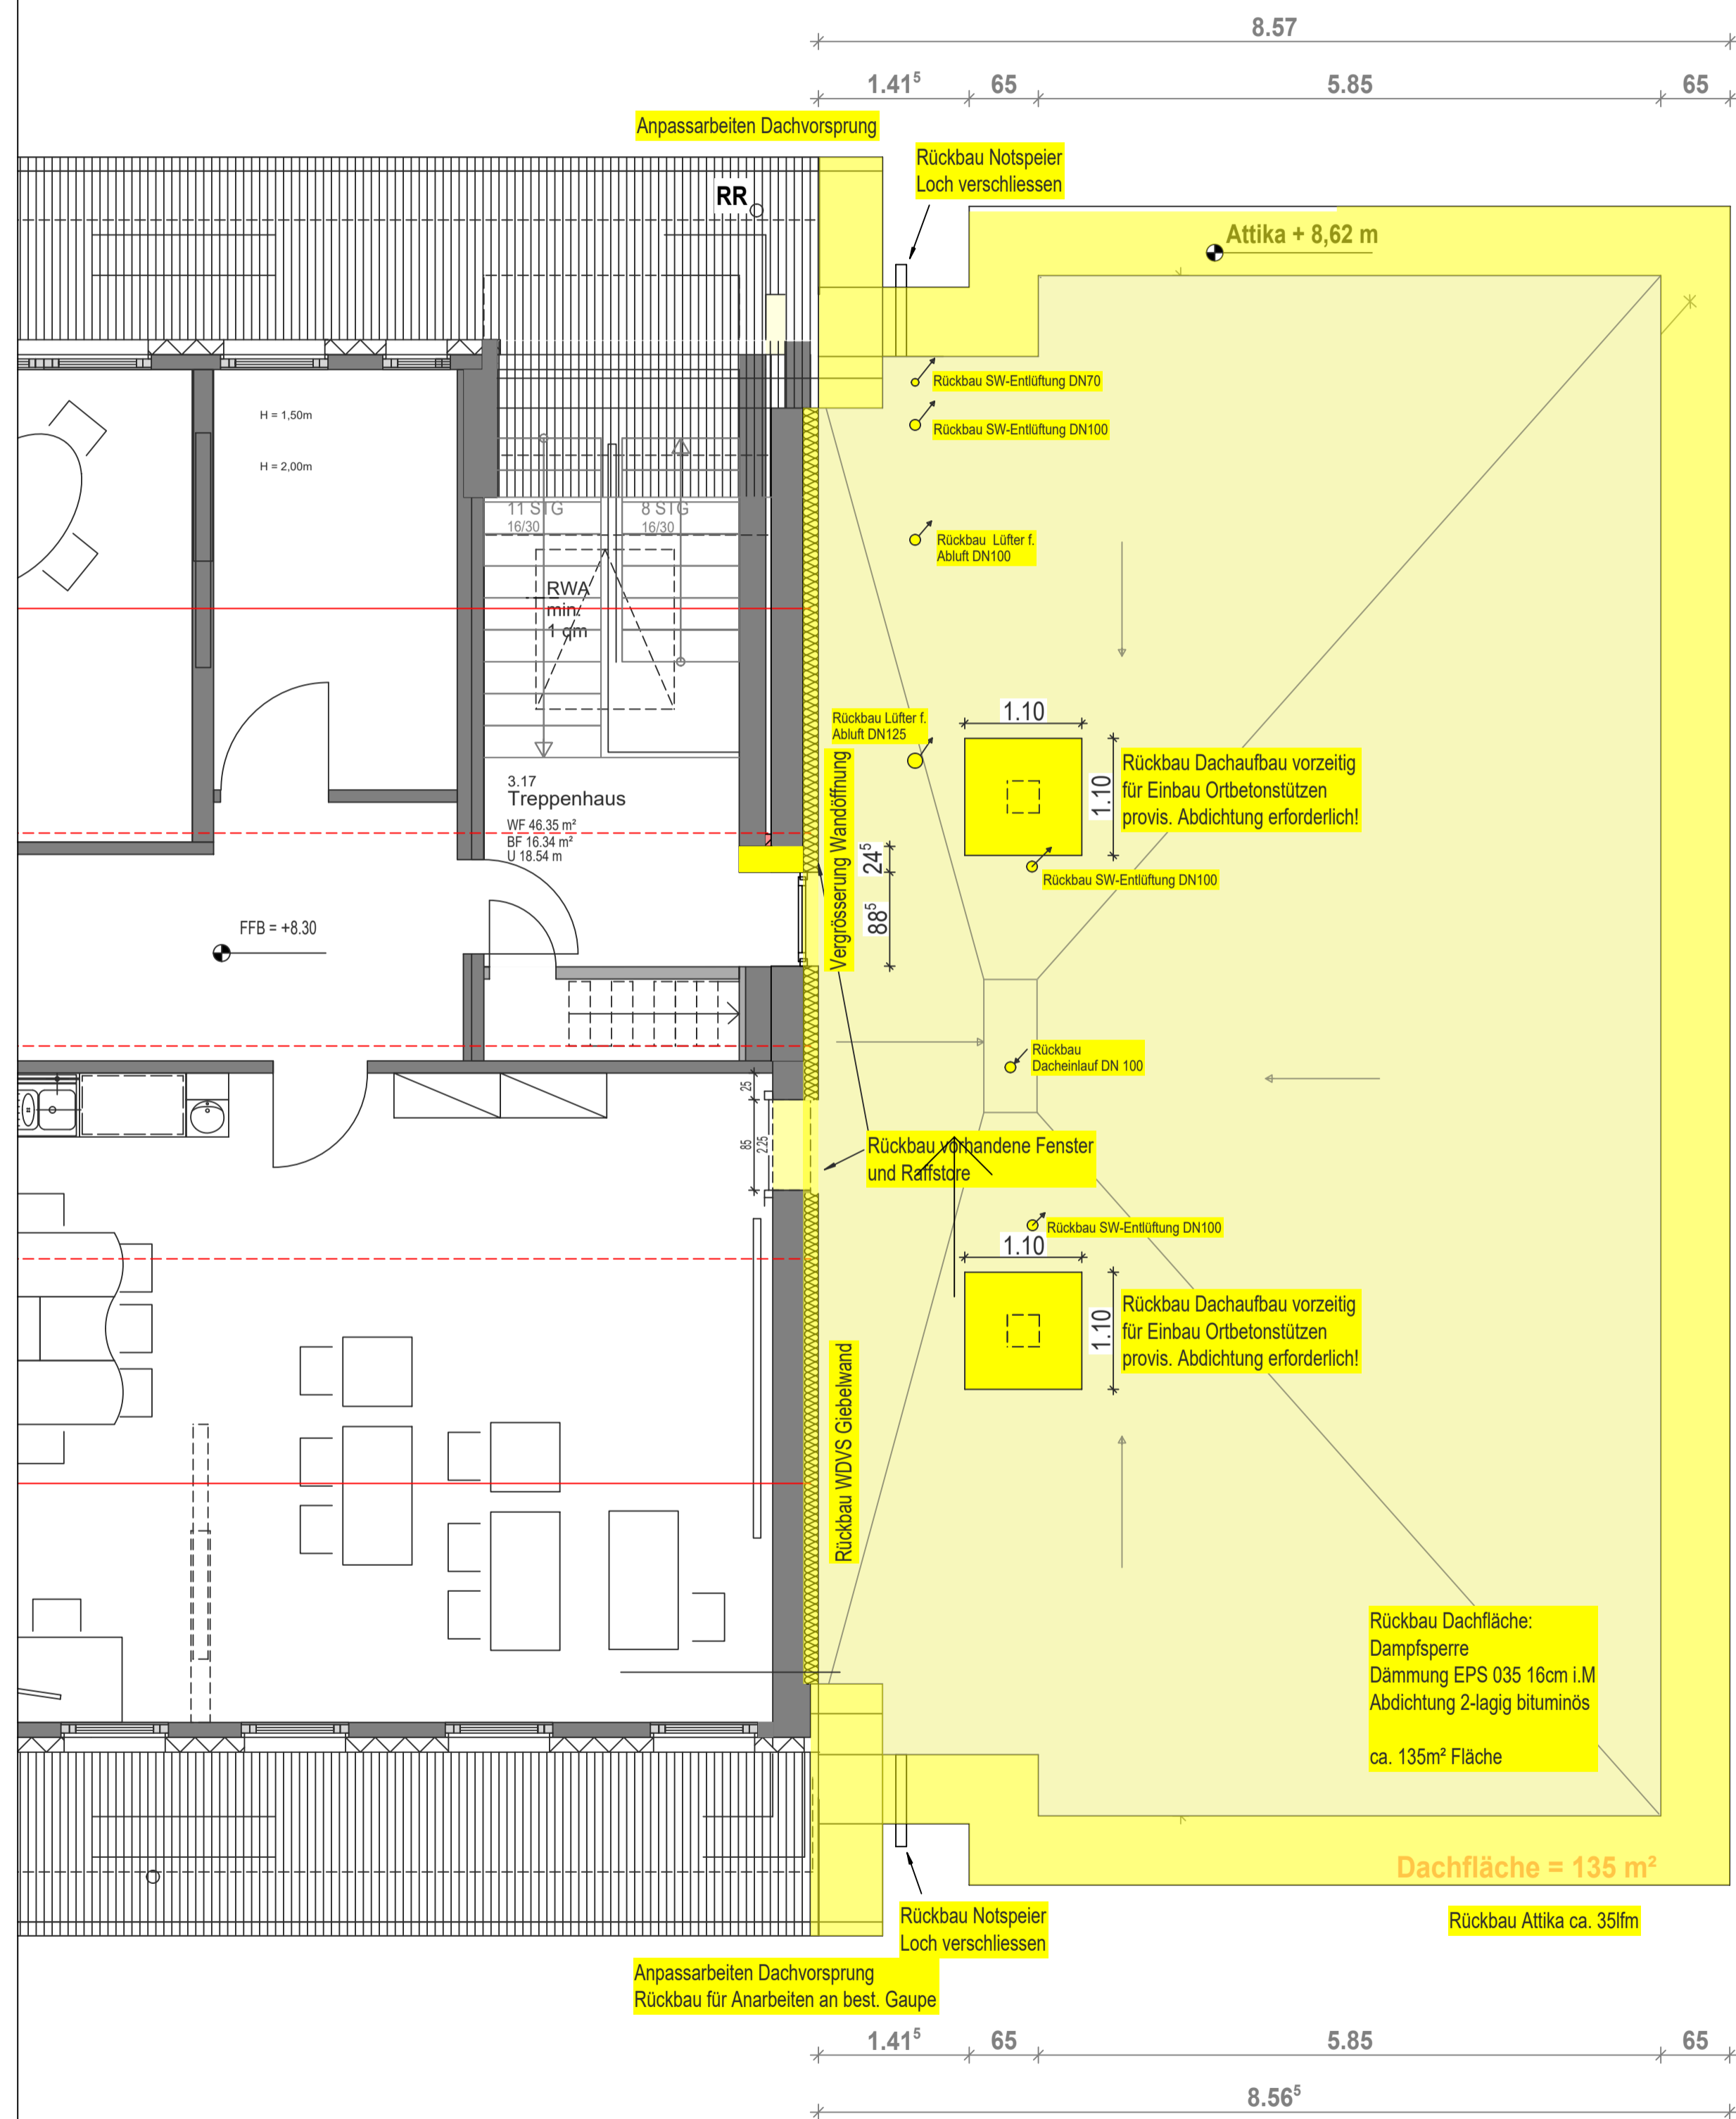 8.57
1.41⁵
65
5.85
65
Anpassarbeiten Dachvorsprung
Rückbau Notspeier
Loch verschliessen
RR
Attika + 8,62 m
Rückbau SW-Entlüftung DN70
Rückbau SW-Entlüftung DN100
H = 1,50m
H = 2,00m
11 STG
16/30
8 STG
16/30
Rückbau Lüfter f.
Abluft DN100
RWA
min.
1 qm
Rückbau Lüfter f.
Abluft DN125
1.10
1.10
Rückbau Dachaufbau vorzeitig
für Einbau Ortbetonstützen
provis. Abdichtung erforderlich!
3.17
Treppenhaus
WF 46.35 m²
BF 16.34 m²
U 18.54 m
Vergrösserung Wandöffnung
24⁵
88⁵
Rückbau SW-Entlüftung DN100
FFB = +8.30
Rückbau
Dacheinlauf DN 100
25
85
2.25
Rückbau vorhandene Fenster
und Raffstore
Rückbau SW-Entlüftung DN100
1.10
1.10
Rückbau Dachaufbau vorzeitig
für Einbau Ortbetonstützen
provis. Abdichtung erforderlich!
Rückbau WDVS Giebelwand
Rückbau Dachfläche:
Dampfsperre
Dämmung EPS 035 16cm i.M
Abdichtung 2-lagig bituminös
ca. 135m² Fläche
Dachfläche = 135 m²
Rückbau Attika ca. 35lfm
Rückbau Notspeier
Loch verschliessen
Anpassarbeiten Dachvorsprung
Rückbau für Anarbeiten an best. Gaupe
1.41⁵
65
5.85
65
8.56⁵